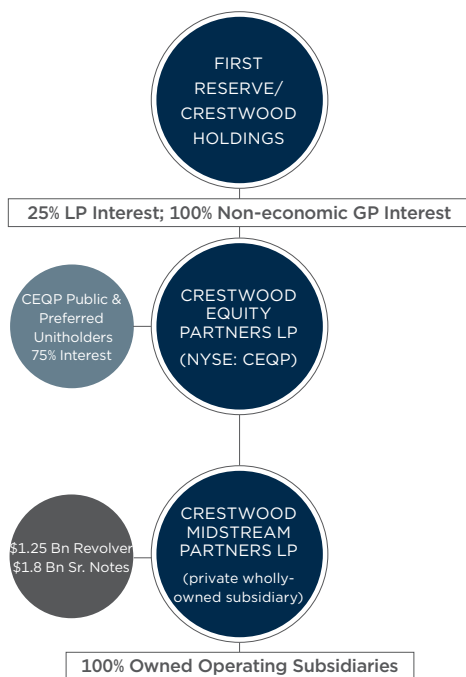 FIRST
RESERVE/
CRESTWOOD
HOLDINGS
25% LP Interest; 100% Non-economic GP Interest
CEQP Public &
Preferred
Unitholders
75% Interest
CRESTWOOD
EQUITY
PARTNERS LP
(NYSE: CEQP)
$1.25 Bn Revolver
$1.8 Bn Sr. Notes
CRESTWOOD
MIDSTREAM
PARTNERS LP
(private wholly-
owned subsidiary)
100% Owned Operating Subsidiaries